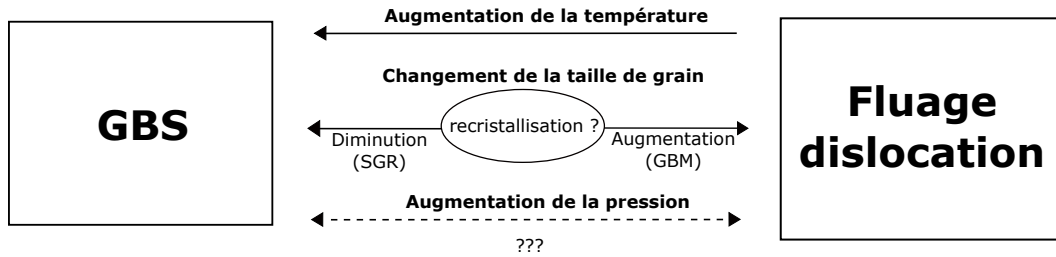 Augmentation de la température
Changement de la taille de grain
GBS
recristallisation ?
Diminution
(SGR)
Augmentation
(GBM)
Fluage
dislocation
Augmentation de la pression
???